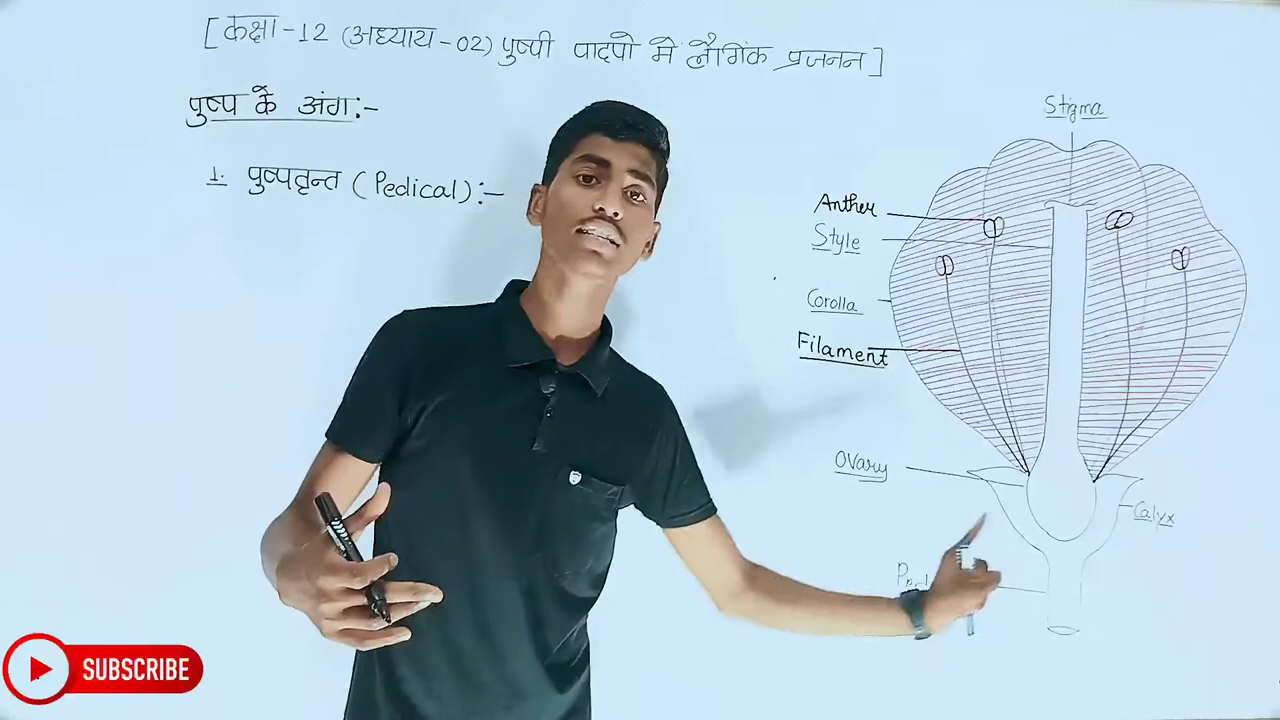 [ कक्षा -12 (अध्याय -02) पुष्पी पादपो में लैगिंक प्रजनन ]
पुष्प के अंग:-
1. पुष्पवृन्त ( Pedical ):-
Stigma
Anther
Style
Corolla
Filament
Ovary
Calyx
SUBSCRIBE